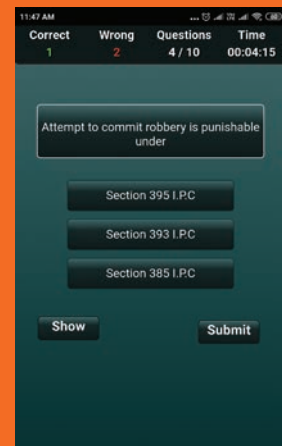 11:47 AM
Correct Wrong Questions Time
1 2 4 / 10 00:04:15
Attempt to commit robbery is punishable
under
Section 395 I.P.C
Section 393 I.P.C
Section 385 I.P.C
Show Submit